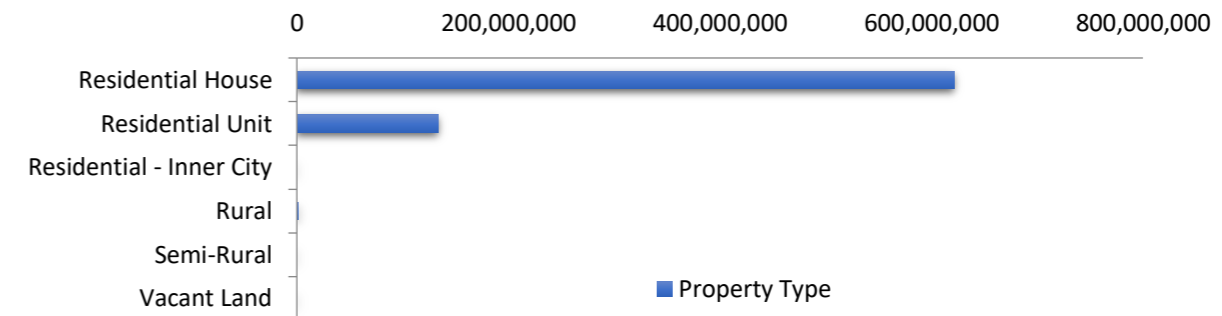 0 200,000,000 400,000,000 600,000,000 800,000,000
Residential House
Residential Unit
Residential - Inner City
Rural
Semi-Rural
Vacant Land
Property Type